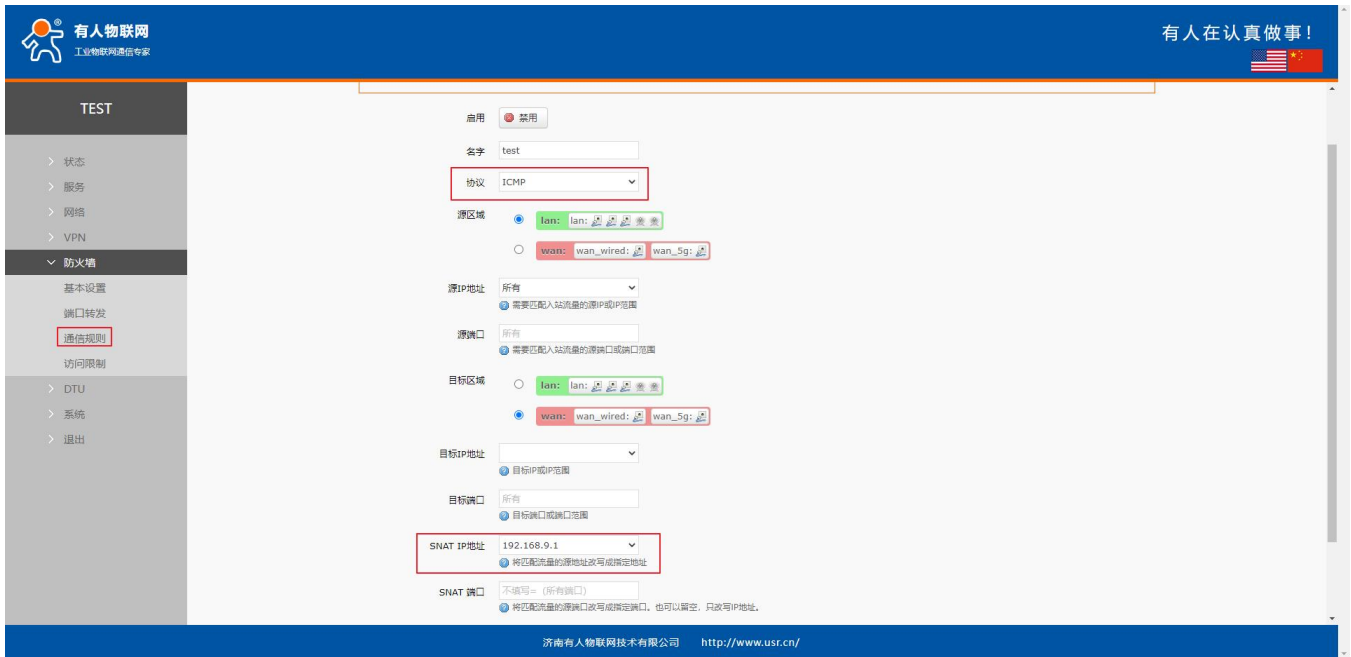 有人物联网
工业物联网通信专家
有人在认真做事!
TEST
状态
服务
网络
VPN
防火墙
基本设置
端口转发
通信规则
访问限制
DTU
系统
退出
启用 禁用
名字 test
协议 ICMP
源区域 lan: lan:
wan: wan_wired: wan_5g:
源IP地址 所有
需要匹配入站流量的源IP或IP范围
源端口 所有
需要匹配入站流量的源端口或端口范围
目标区域 lan: lan:
wan: wan_wired: wan_5g:
目标IP地址
目标IP或IP范围
目标端口 所有
目标端口或端口范围
SNAT IP地址 192.168.9.1
将匹配流量的源地址改写成指定地址
SNAT 端口 不填写= (所有端口)
将匹配流量的源端口改写成指定端口。也可以留空，只改写IP地址。
济南有人物联网技术有限公司 http://www.usr.cn/